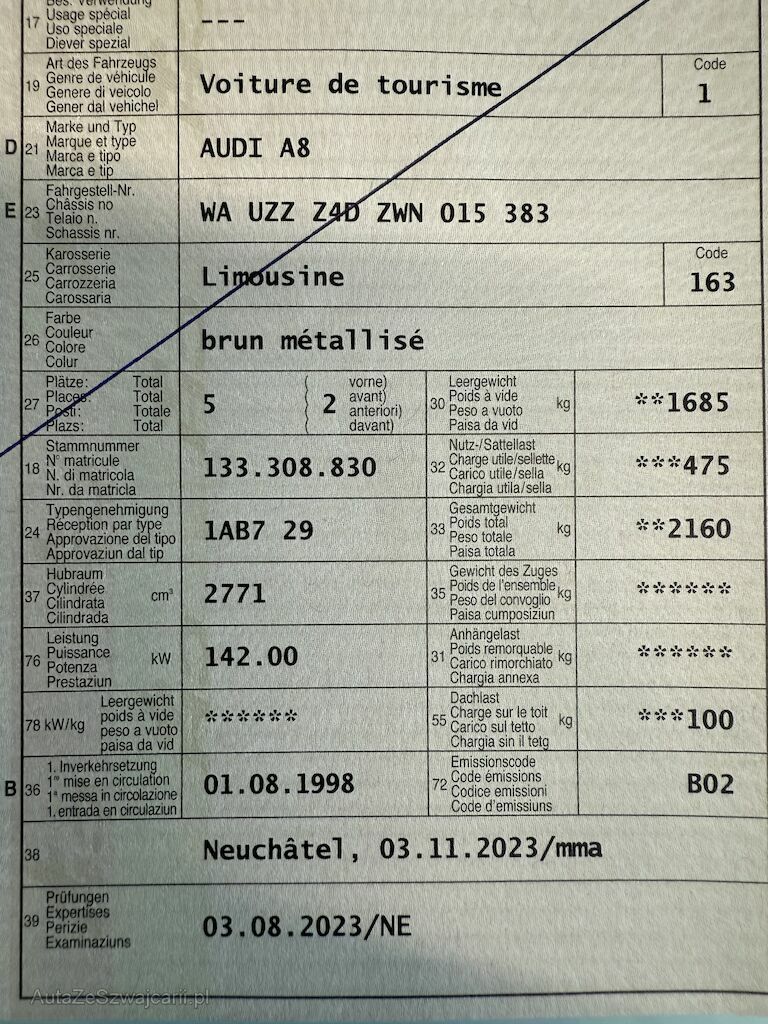 Bes. Verwendung
17 Usage spécial ---
Uso speciale
Diever spezial
Art des Fahrzeugs Code
19 Genre de véhicule Voiture de tourisme 1
Genere di veicolo
Gener dal vehichel
Marke und Typ
D 21 Marque et type AUDI A8
Marca e tipo
Marca e tip
Fahrgestell-Nr.
E 23 Châssis no WA UZZ Z4D ZWN 015 383
Telaio n.
Schassis nr.
Karosserie Code
25 Carrosserie Limousine 163
Carrozzeria
Carossaria
Farbe
26 Couleur brun métallisé
Colore
Colur
Plätze: Total vorne) Leergewicht
27 Places: Total 5 ( 2 avant) 30 Poids à vide kg **1685
Posti: Totale anteriori) Peso a vuoto
Plazs: Total davant) Paisa da vid
Stammnummer Nutz-/Sattellast
18 N° matricule 133.308.830 32 Charge utile/sellette kg ***475
N. di matricola Carico utile/sella
Nr. da matricla Chargia utila/sella
Typengenehmigung Gesamtgewicht
24 Réception par type 1AB7 29 33 Poids total kg **2160
Approvazione del tipo Peso totale
Approvaziun dal tip Paisa totala
Hubraum Gewicht des Zuges
37 Cylindrée cm³ 2771 35 Poids de l'ensemble kg ******
Cilindrata Peso del convoglio
Cilindrada Paisa cumposiziun
Leistung Anhängelast
76 Puissance kW 142.00 31 Poids remorquable kg ******
Potenza Carico rimorchiato
Prestaziun Chargia annexa
Leergewicht Dachlast
78 kW/kg poids à vide ****** 55 Charge sur le toit kg ***100
peso a vuoto Carico sul tetto
paisa da vid Chargia sin il tetg
1. Inverkehrsetzung Emissionscode
B 36 1re mise en circulation 01.08.1998 72 Code émissions B02
1a messa in circolazione Codice emissioni
1. entrada en circulaziun Code d'emissiuns
38 Neuchâtel, 03.11.2023/mma
Prüfungen
39 Expertises 03.08.2023/NE
Perizie
Examinaziuns
AutaZeSzwajcarii.pl